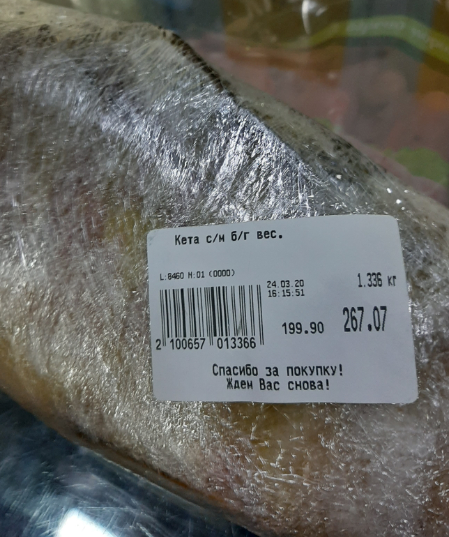 Кета с/м б/г вес.
L:8460 M:01 (0000)
24.03.20
16:15:51
1.336 кг
2 100657 013366
199.90
267.07
Спасибо за покупку!
Ждем Вас снова!